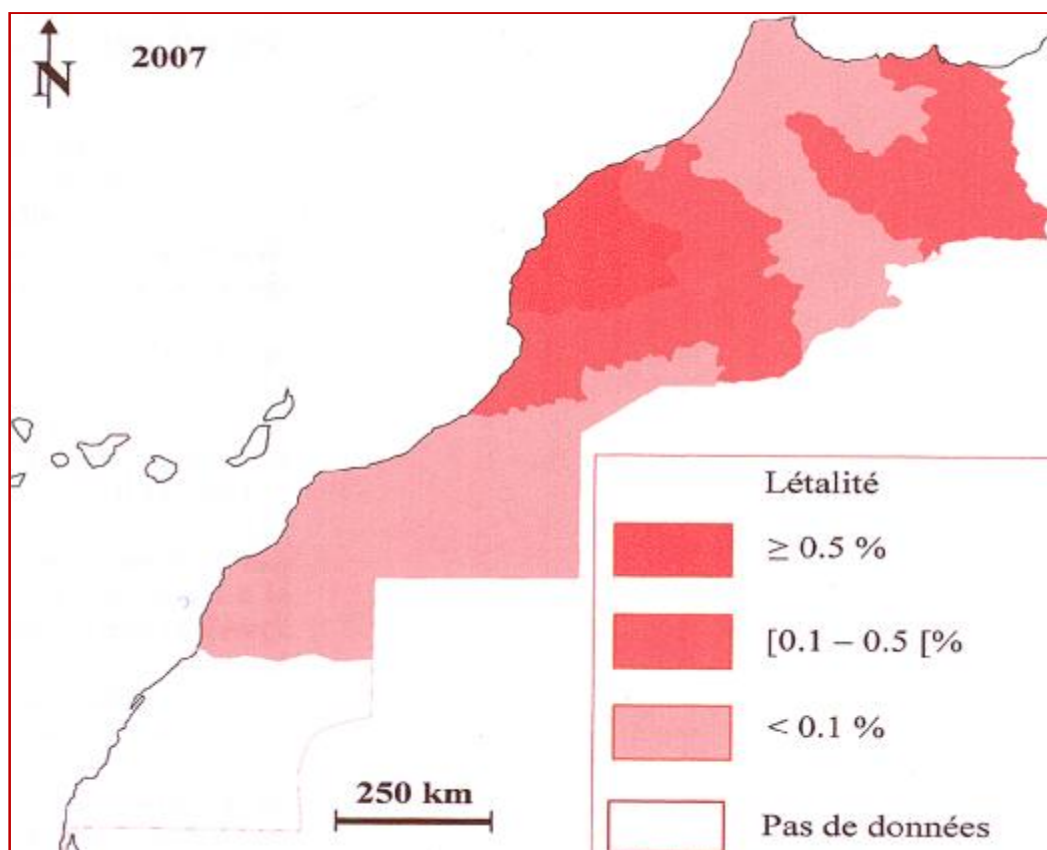 N
2007
Létalité
≥ 0.5 %
[0.1 – 0.5 [%
< 0.1 %
Pas de données
250 km